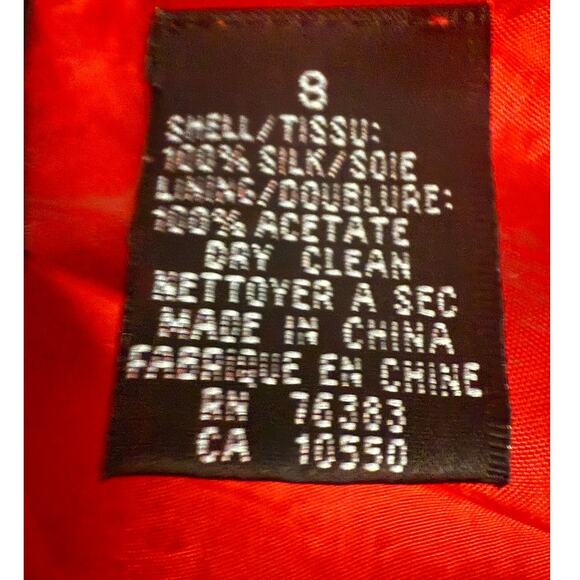 8
SHELL/TISSU:
100% SILK/SOIE
LINING/DOUBLURE:
100% ACETATE
DRY CLEAN
NETTOYER A SEC
MADE IN CHINA
FABRIQUE EN CHINE
RN 76383
CA 10550